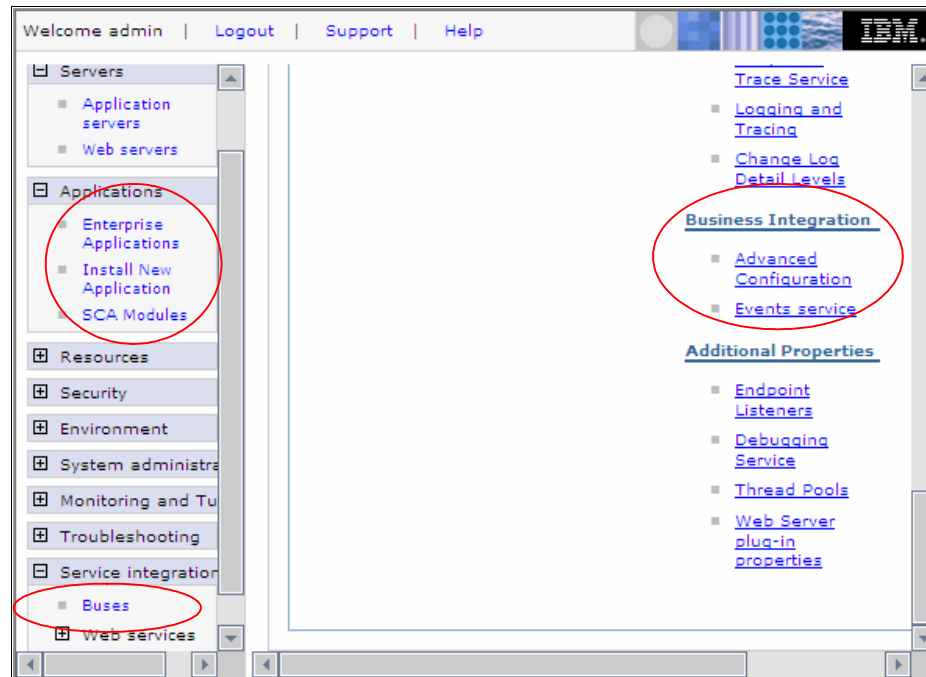 Welcome admin | Logout | Support | Help
IBM.
Servers
Application
servers
Web servers
Applications
Enterprise
Applications
Install New
Application
SCA Modules
Resources
Security
Environment
System administra
Monitoring and Tu
Troubleshooting
Service integration
Buses
Web services
Trace Service
Logging and
Tracing
Change Log
Detail Levels
Business Integration
Advanced
Configuration
Events service
Additional Properties
Endpoint
Listeners
Debugging
Service
Thread Pools
Web Server
plug-in
properties